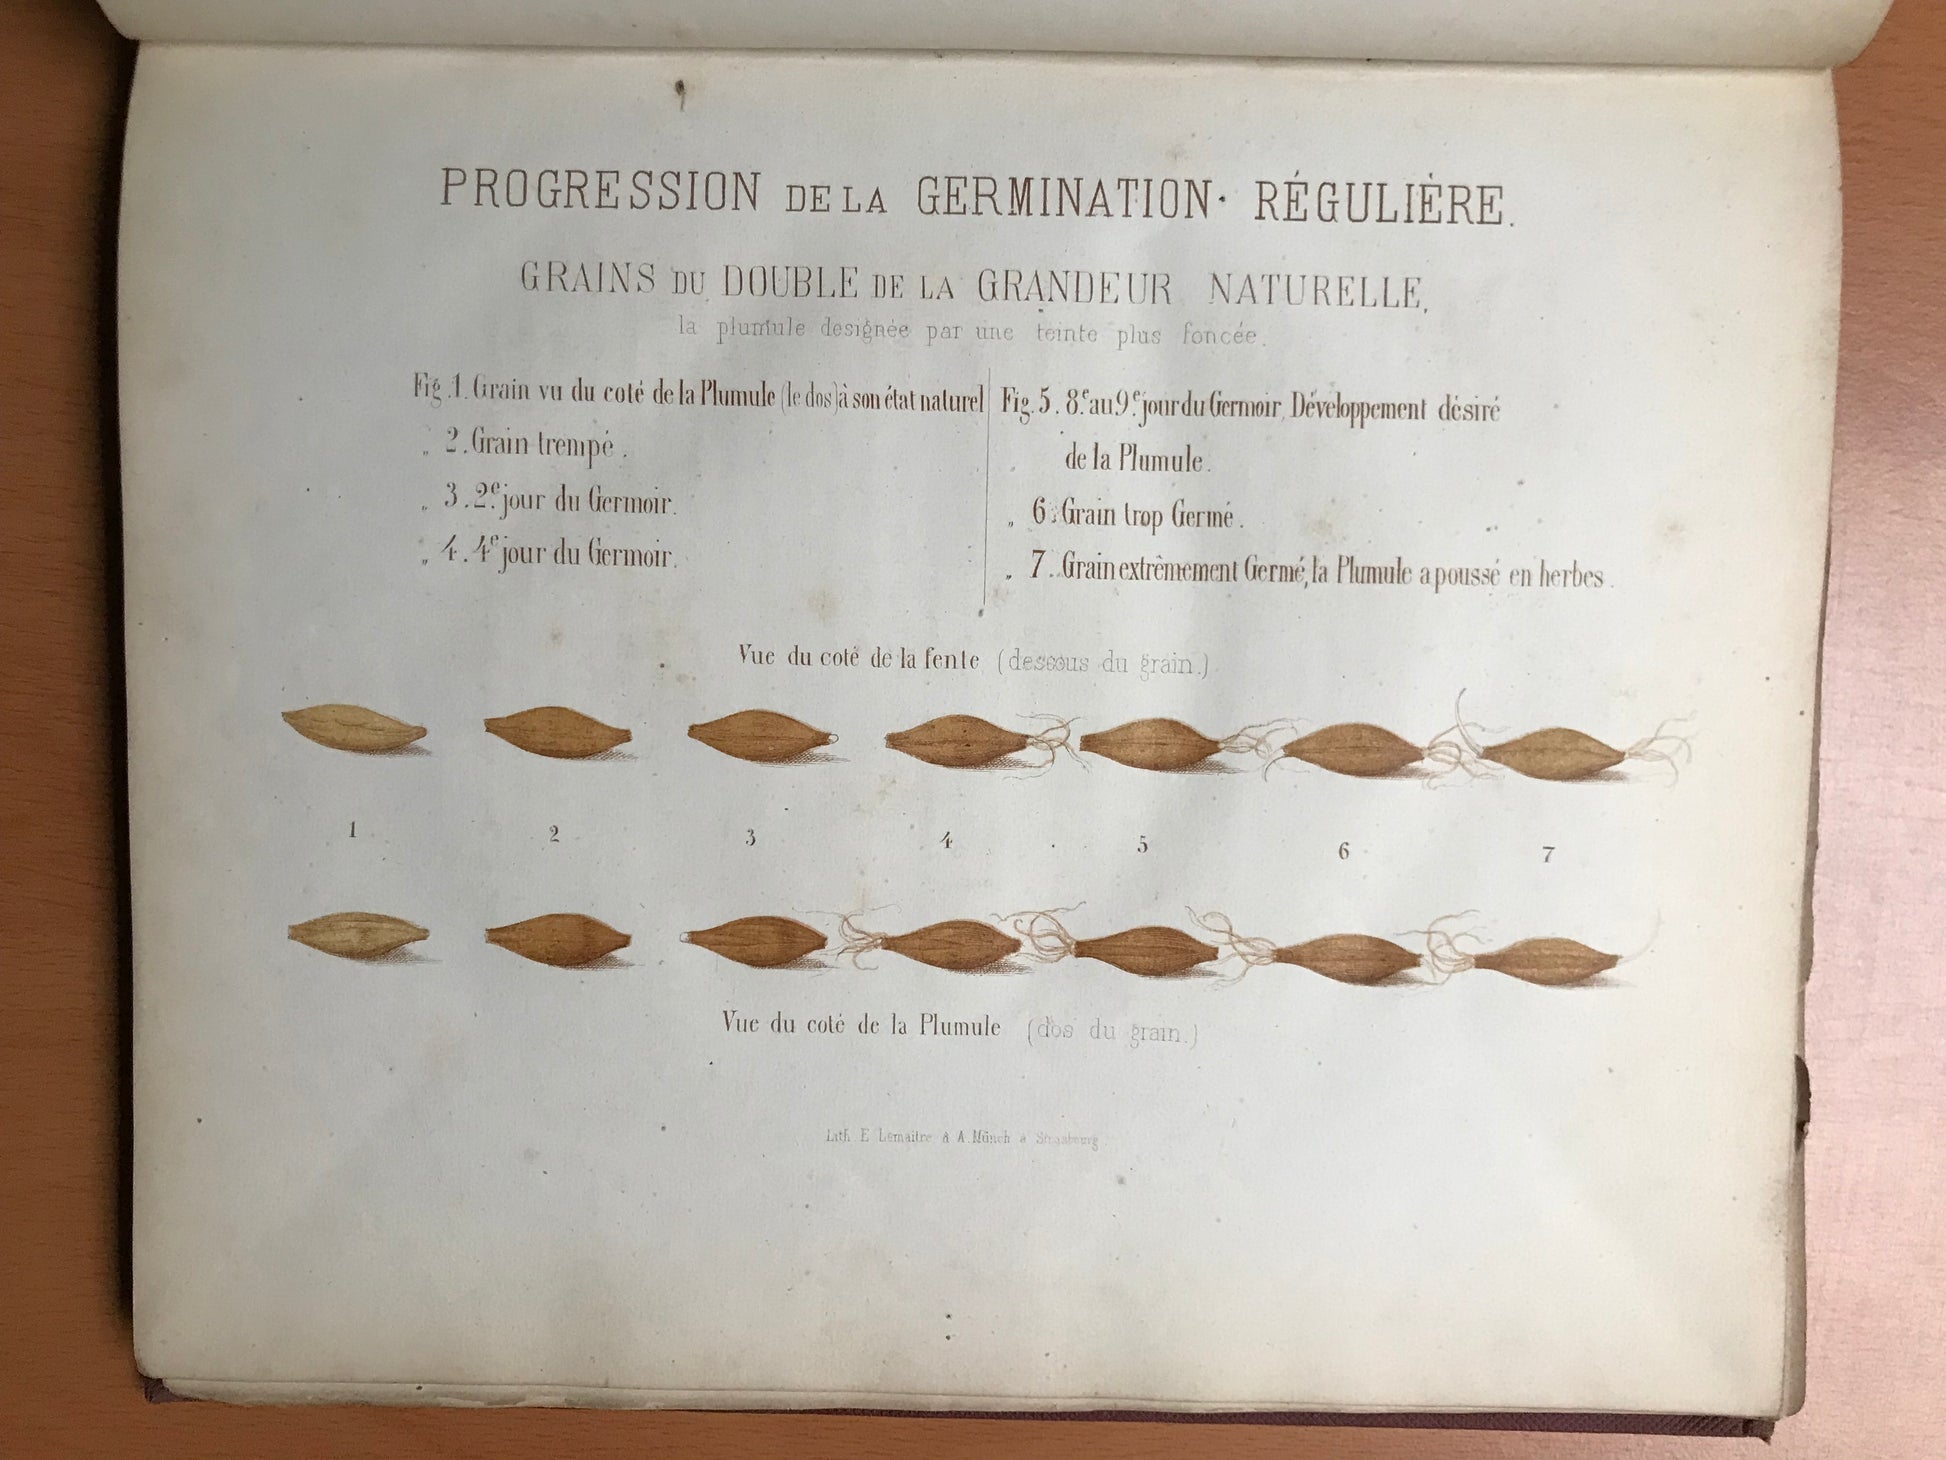 PROGRESSION DE LA GERMINATION· RÉGULIÈRE.
GRAINS DU DOUBLE DE LA GRANDEUR NATURELLE,
la plumule designée par une teinte plus foncée.
Fig.1. Grain vu du coté de la Plumule (le dos) à son état naturel
„ 2. Grain trempé.
„ 3. 2e. jour du Germoir.
„ 4. 4e jour du Germoir.
Fig. 5. 8e. au 9e. jour du Germoir, Développement désiré
de la Plumule.
„ 6. Grain trop Germé.
„ 7. Grain extrêmement Germé, la Plumule a poussé en herbes.
Vue du coté de la fente (dessous du grain.)
1 2 3 4 5 6 7
Vue du coté de la Plumule (dos du grain.)
Lith. E. Lemaitre & A. Münch à Strasbourg.